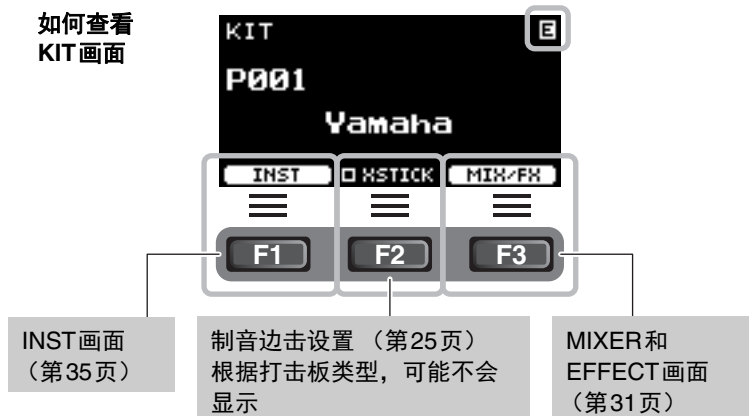 如何查看
KIT画面
KIT E
P001
Yamaha
INST XSTICK MIX/FX
F1 F2 F3
INST画面
（第35页）
制音边击设置 （第25页）
根据打击板类型，可能不会
显示
MIXER和
EFFECT画面
（第31页）